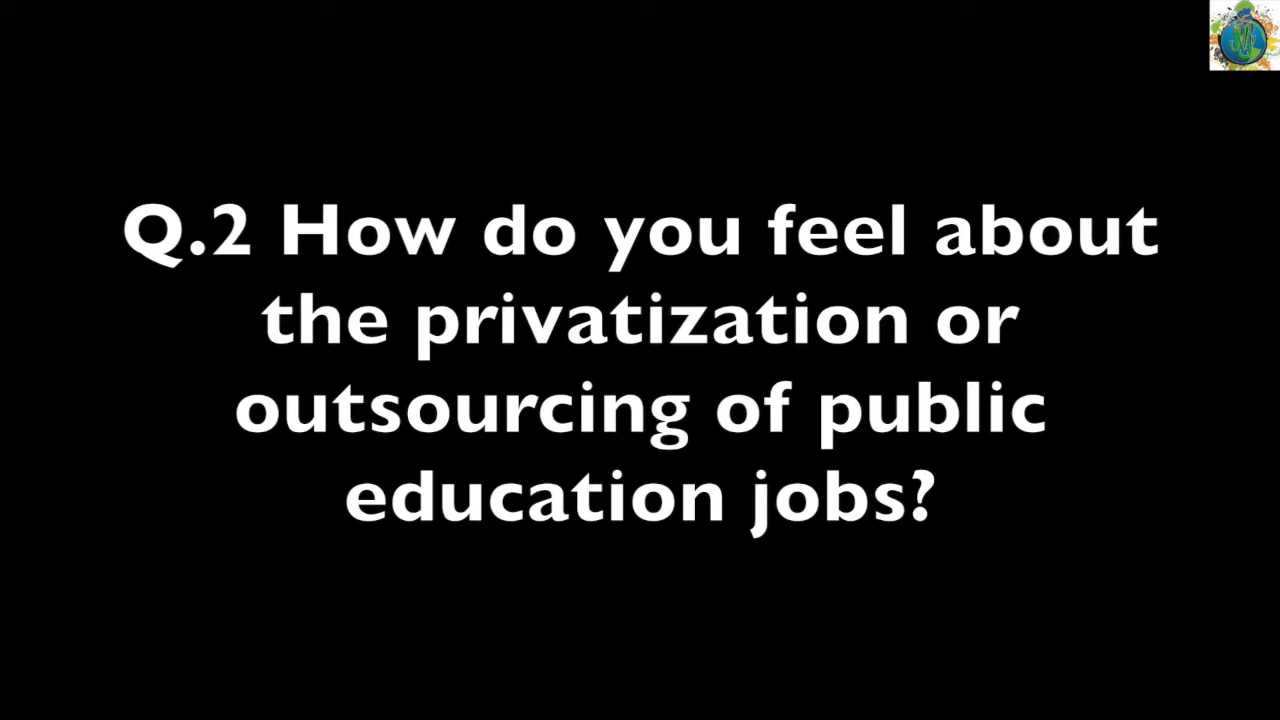 Q.2 How do you feel about
the privatization or
outsourcing of public
education jobs?